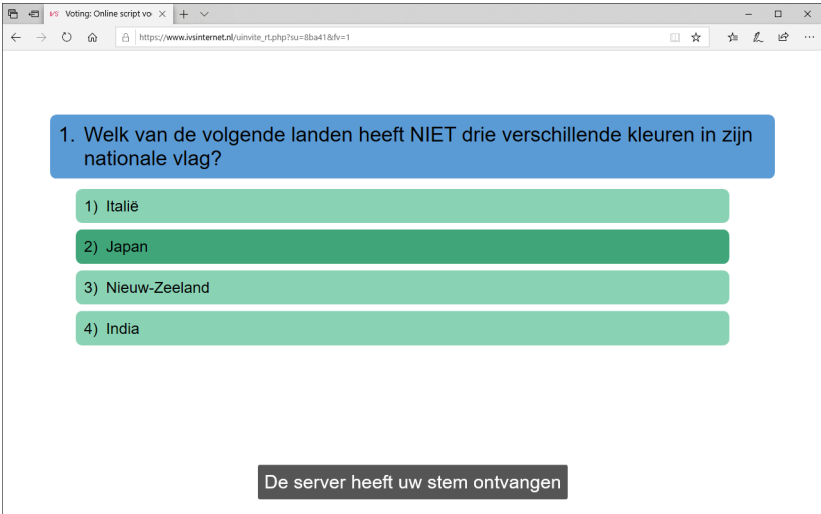 Voting: Online script vo
https://www.ivsinternet.nl/uinvite_rt.php?su=8ba41&fv=1
1. Welk van de volgende landen heeft NIET drie verschillende kleuren in zijn
nationale vlag?
1) Italië
2) Japan
3) Nieuw-Zeeland
4) India
De server heeft uw stem ontvangen